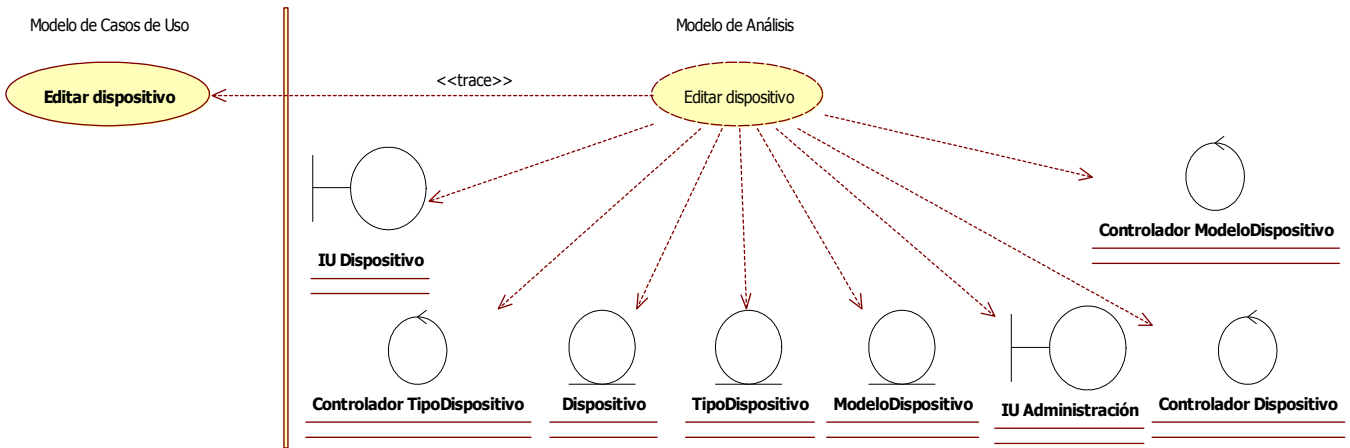 Modelo de Casos de Uso
Modelo de Análisis
Editar dispositivo
<<trace>>
Editar dispositivo
Controlador ModeloDispositivo
IU Dispositivo
Controlador TipoDispositivo
Dispositivo
TipoDispositivo
ModeloDispositivo
IU Administración
Controlador Dispositivo